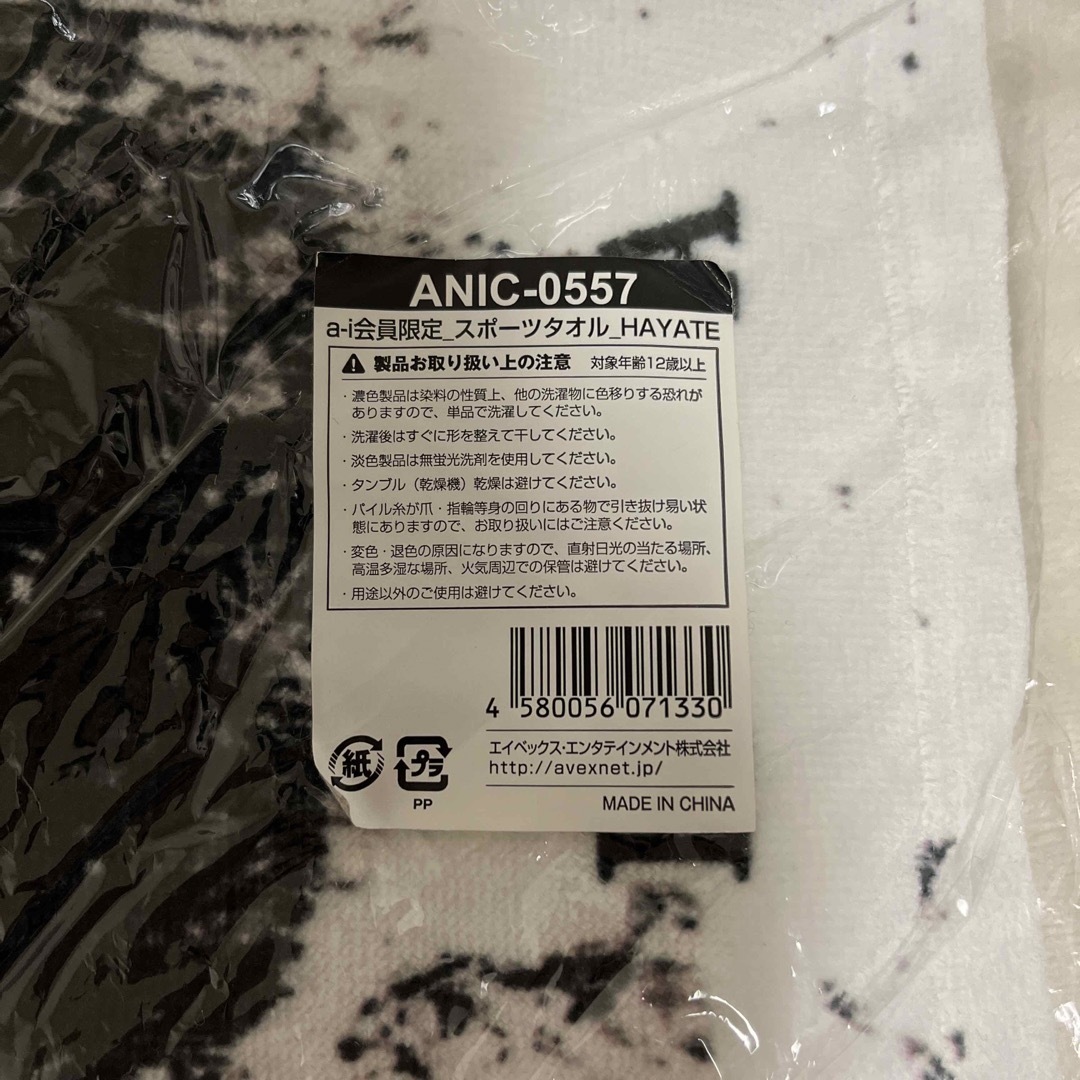 ANIC-0557
a-i会員限定_スポーツタオル_HAYATE
製品お取り扱い上の注意 対象年齢12歳以上
・濃色製品は染料の性質上、他の洗濯物に色移りする恐れが
ありますので、単品で洗濯してください。
・洗濯後はすぐに形を整えて干してください。
・淡色製品は無蛍光洗剤を使用してください。
・タンブル（乾燥機）乾燥は避けてください。
・パイル糸が爪・指輪等身の回りにある物で引き抜け易い状
態にありますので、お取り扱いにはご注意ください。
・変色・退色の原因になりますので、直射日光の当たる場所、
高温多湿な場所、火気周辺での保管は避けてください。
・用途以外のご使用は避けてください。
4 580056 071330
紙 プラ
PP
エイベックス・エンタテインメント株式会社
http://avexnet.jp/
MADE IN CHINA